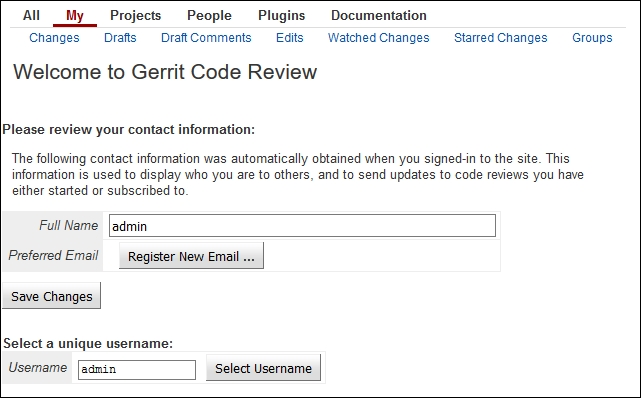 All My Projects People Plugins Documentation
Changes Drafts Draft Comments Edits Watched Changes Starred Changes Groups
Welcome to Gerrit Code Review
Please review your contact information:
The following contact information was automatically obtained when you signed-in to the site. This
information is used to display who you are to others, and to send updates to code reviews you have
either started or subscribed to.
Full Name admin
Preferred Email Register New Email ...
Save Changes
Select a unique username:
Username admin Select Username